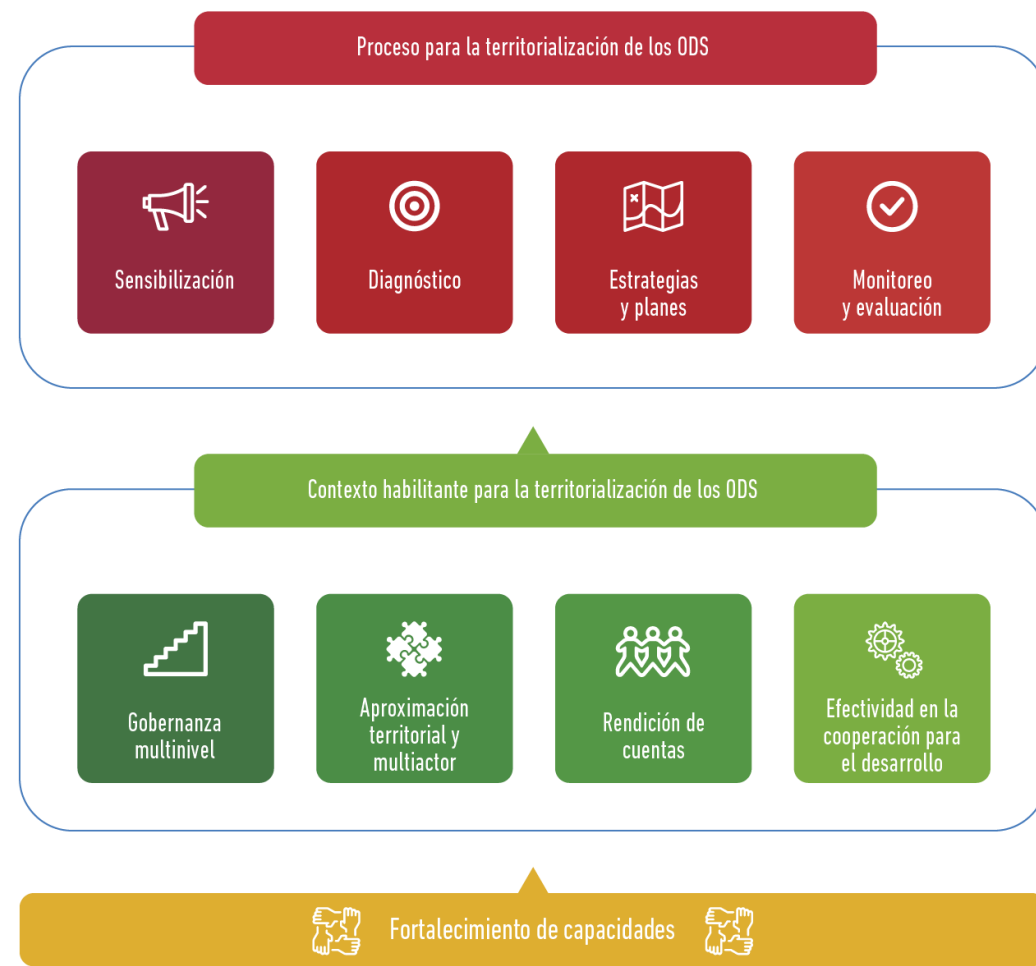 Proceso para la territorialización de los ODS
Sensibilización
Diagnóstico
Estrategias
y planes
Monitoreo
y evaluación
Contexto habilitante para la territorialización de los ODS
Gobernanza
multinivel
Aproximación
territorial y
multiactor
Rendición de
cuentas
Efectividad en la
cooperación para
el desarrollo
Fortalecimiento de capacidades